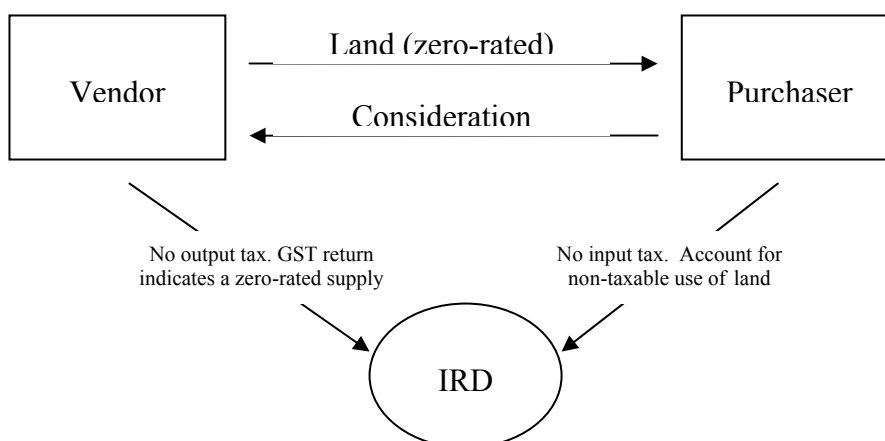 Land (zero-rated)
Vendor
Purchaser
Consideration
No output tax. GST return
indicates a zero-rated supply
No input tax.  Account for
non-taxable use of land
IRD